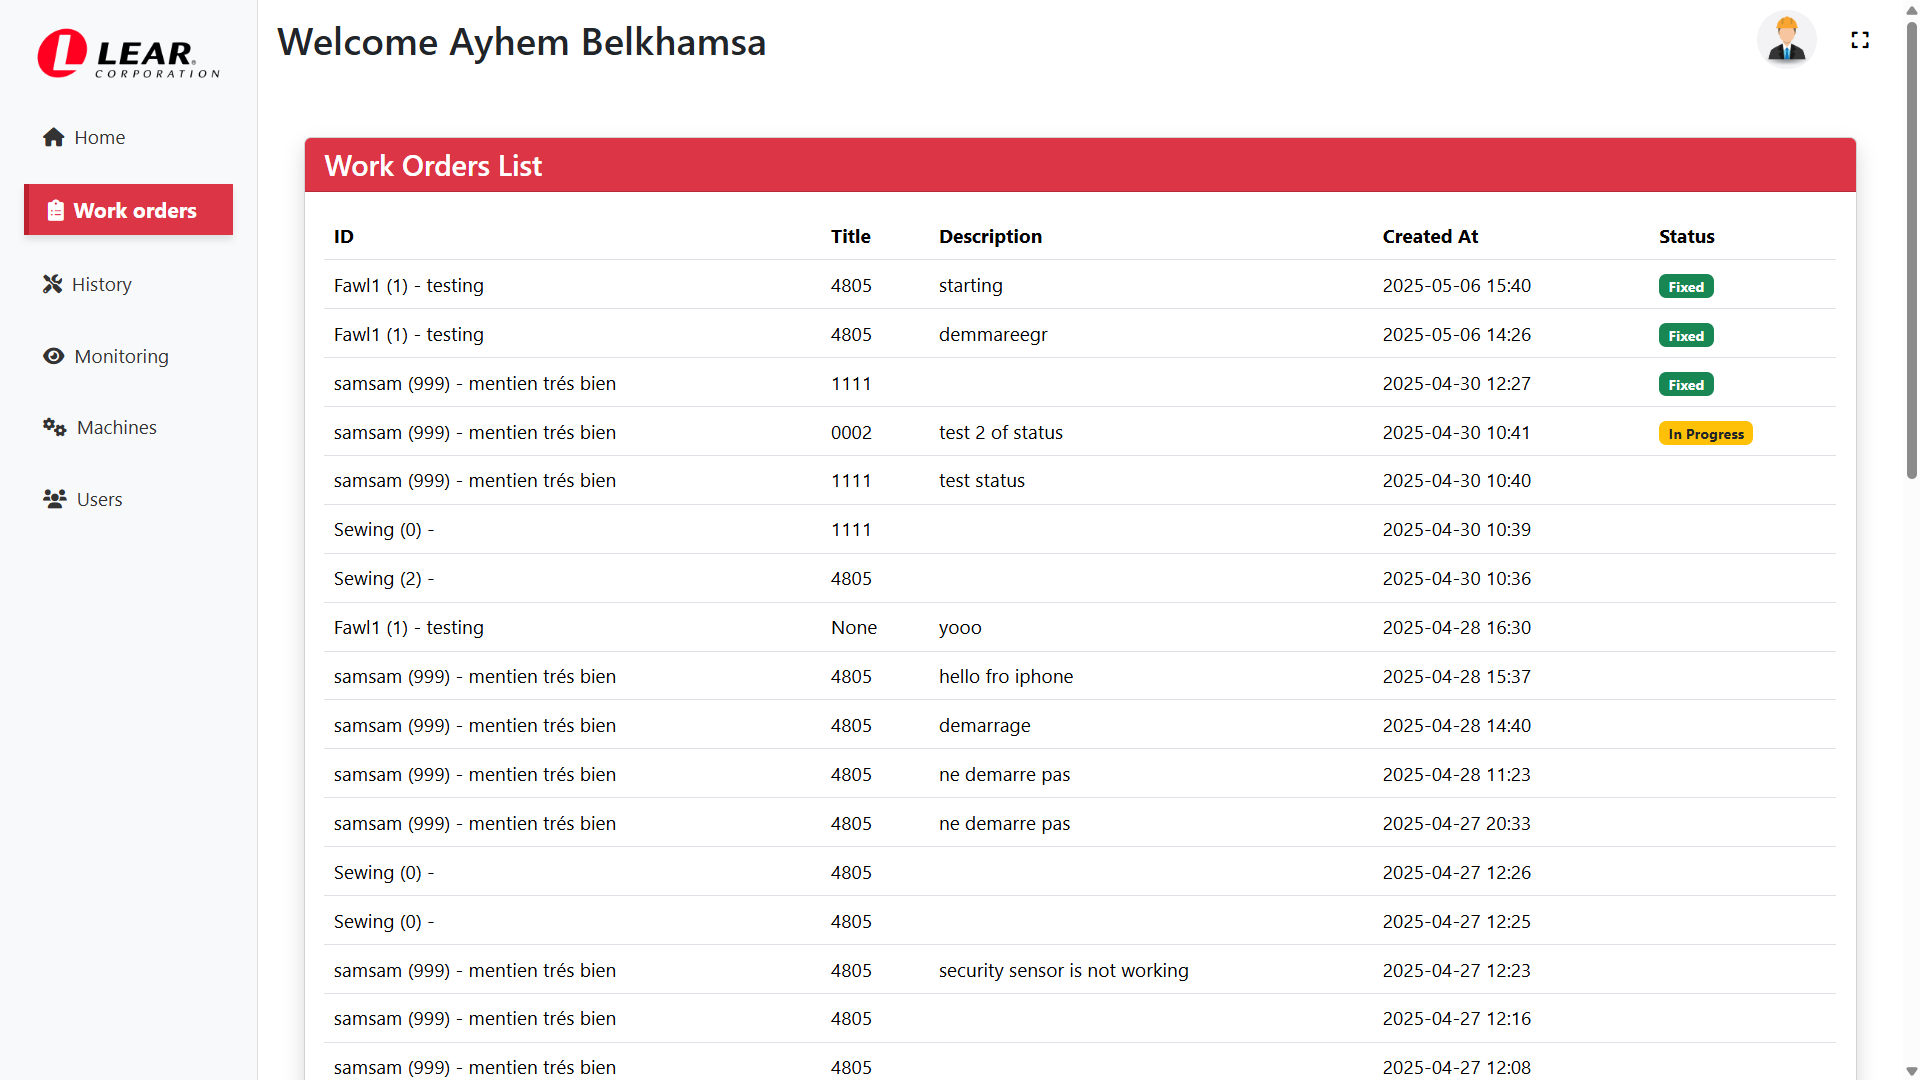 LEAR.
CORPORATION
Welcome Ayhem Belkhamsa
Home
Work orders
History
Monitoring
Machines
Users
Work Orders List
ID Title Description Created At Status
Fawl1 (1) - testing 4805 starting 2025-05-06 15:40 Fixed
Fawl1 (1) - testing 4805 demmareegr 2025-05-06 14:26 Fixed
samsam (999) - mentien trés bien 1111 2025-04-30 12:27 Fixed
samsam (999) - mentien trés bien 0002 test 2 of status 2025-04-30 10:41 In Progress
samsam (999) - mentien trés bien 1111 test status 2025-04-30 10:40
Sewing (0) - 1111 2025-04-30 10:39
Sewing (2) - 4805 2025-04-30 10:36
Fawl1 (1) - testing None yooo 2025-04-28 16:30
samsam (999) - mentien trés bien 4805 hello fro iphone 2025-04-28 15:37
samsam (999) - mentien trés bien 4805 demarrage 2025-04-28 14:40
samsam (999) - mentien trés bien 4805 ne demarre pas 2025-04-28 11:23
samsam (999) - mentien trés bien 4805 ne demarre pas 2025-04-27 20:33
Sewing (0) - 4805 2025-04-27 12:26
Sewing (0) - 4805 2025-04-27 12:25
samsam (999) - mentien trés bien 4805 security sensor is not working 2025-04-27 12:23
samsam (999) - mentien trés bien 4805 2025-04-27 12:16
samsam (999) - mentien trés bien 4805 2025-04-27 12:08